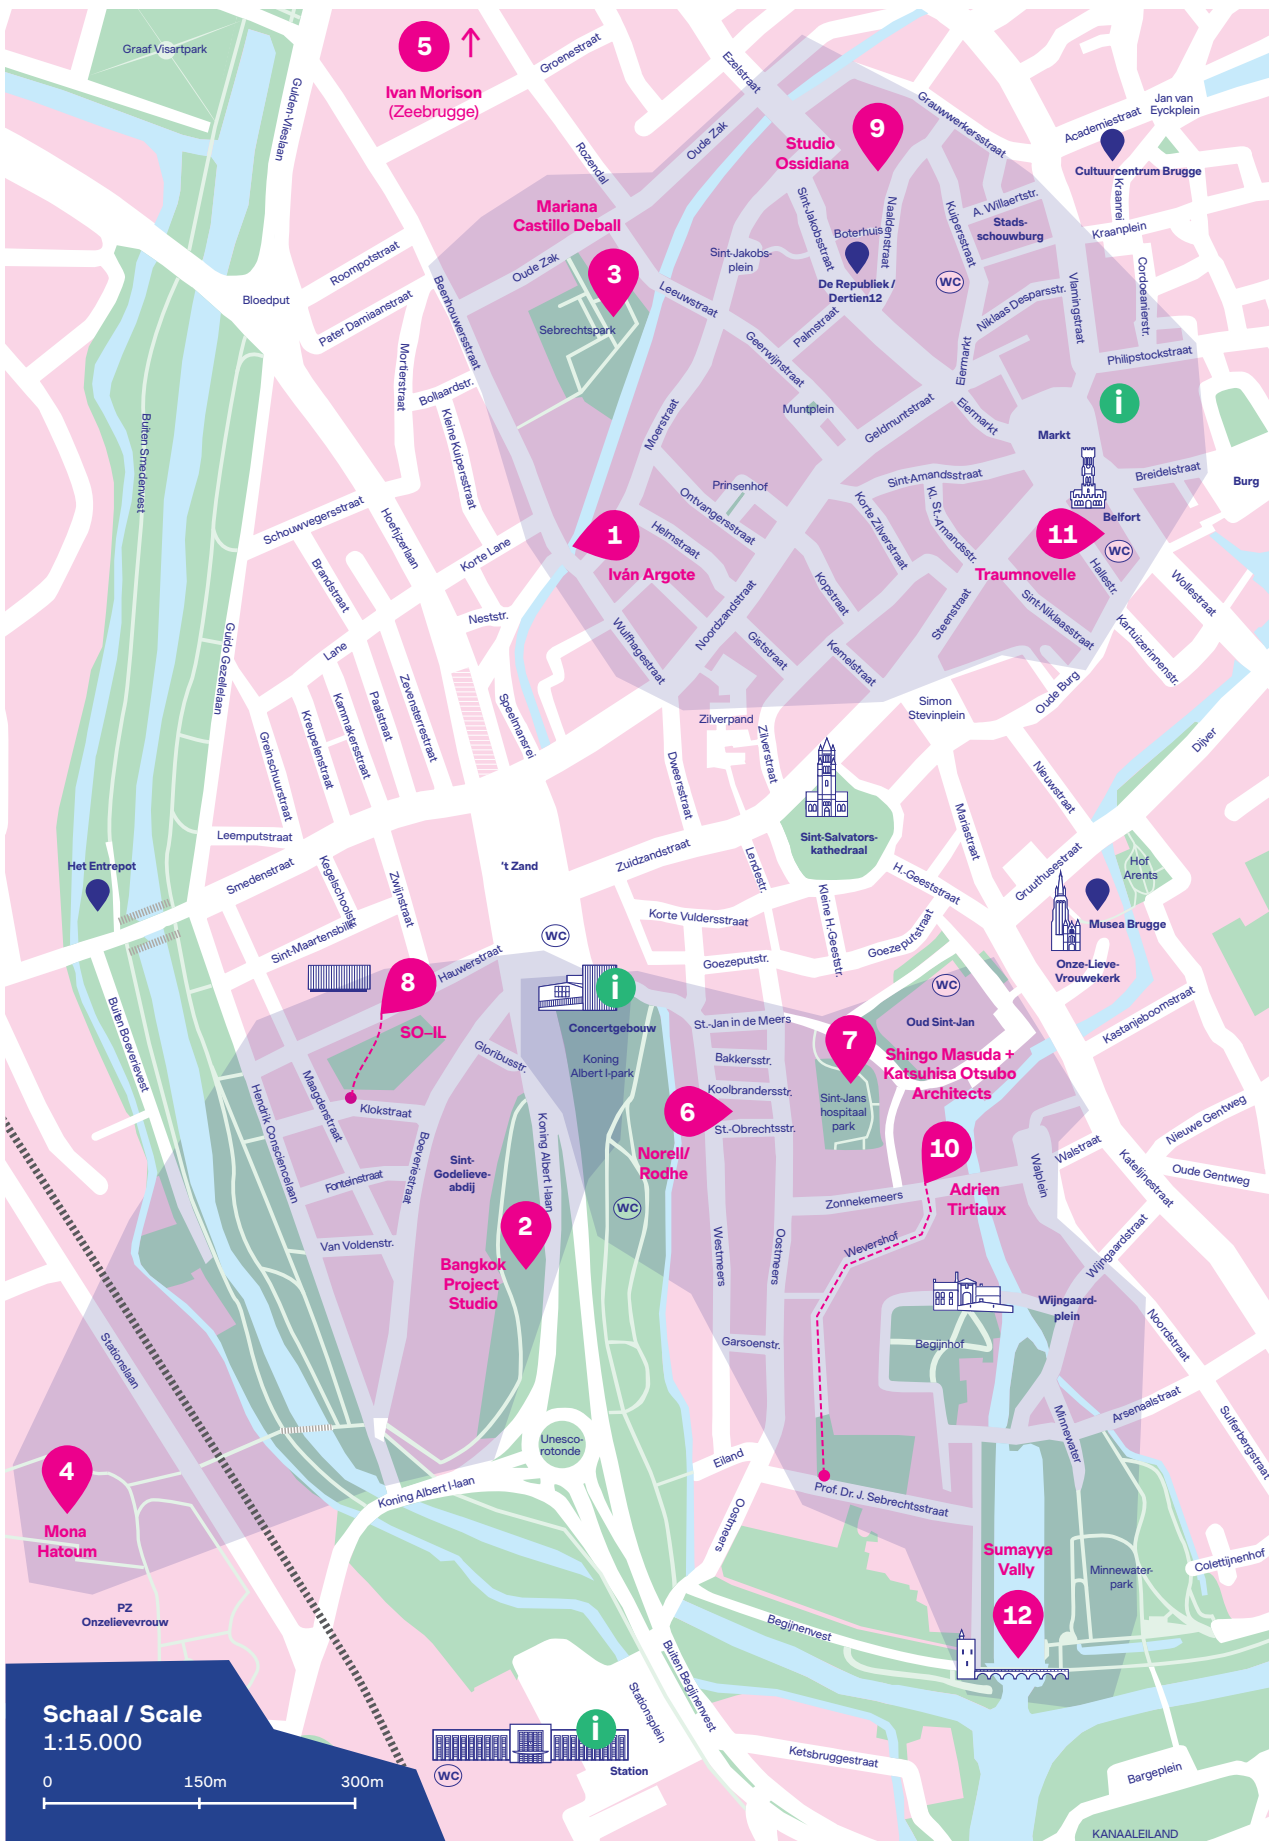 Graaf Visartpark
5
Ivan Morison
(Zeebrugge)
Groenestraat
Ezelstraat
Gulden-Vlieslaan
Rozendal
Oude Zak
9
Studio
Ossidiana
Grauwwerkersstraat
Jan van
Eyckplein
Academiestraat
Cultuurcentrum Brugge
Kraanrei
Kraanplein
Mariana
Castillo Deball
3
Oude Zak
Sebrechtspark
Sint-Jakobsstraat
Naaldenstraat
Boterhuis
De Republiek /
Dertien12
Sint-Jakobs-
plein
Kuipersstraat
A. Willaertstr.
Stads-
schouwburg
WC
Roompotstraat
Bloedput
Pater Damiaanstraat
Beenhouwersstraat
Leeuwstraat
Geerwijnstraat
Palmstraat
Niklaas Desparsstr.
Vlamingstraat
Cordoeanierstr.
Philipstockstraat
Mortierstraat
Bollaardstr.
Kleine Kuipersstraat
Moerstraat
Muntplein
Geldmuntstraat
Eiermarkt
Eiermarkt
i
Markt
Breidelstraat
Burg
Belfort
Buiten Smedenvest
Schouwvegersstraat
Hoefijzerlaan
Korte Lane
Prinsenhof
Ontvangersstraat
Helmstraat
Sint-Amandsstraat
Kl. St.-Amandsstr.
Korte Zilverstraat
1
Iván Argote
11
Traumnovelle
WC
Hallestr.
Wollestraat
Brandstraat
Neststr.
Lane
Wulfhagestraat
Noordzandstraat
Giststraat
Kopstraat
Kemelstraat
Steenstraat
Sint-Niklaasstraat
Kartuizerinnenstr.
Guido Gezellelaan
Greinschuurstraat
Kreupelenstraat
Kammakersstraat
Paalstraat
Zevensterrestraat
Speelmansrei
Zilverpand
Zilverstraat
Dweersstraat
Simon
Stevinplein
Oude Burg
Dijver
Nieuwstraat
Mariastraat
Sint-Salvators-
kathedraal
Leemputstraat
Smedenstraat
Kegelschoolstr.
Zwijnstraat
't Zand
Zuidzandstraat
Lendestr.
Kleine H.-Geeststr.
H.-Geeststraat
Gruuthusestraat
Hof
Arents
Musea Brugge
Onze-Lieve-
Vrouwekerk
Het Entrepot
Sint-Maartensbilk
Hauwerstraat
WC
Korte Vuldersstraat
Goezeputstr.
Goezeputstraat
8
SO–IL
i
Concertgebouw
Koning
Albert I-park
St.-Jan in de Meers
Bakkersstr.
Koolbrandersstr.
St.-Obrechtsstr.
WC
Oud Sint-Jan
7
Shingo Masuda +
Katsuhisa Otsubo
Architects
Sint-Jans
hospitaal
park
Kastanjeboomstraat
Buiten Boeverievest
Gloribusstr.
Maagdenstraat
Klokstraat
Hendrik Consciencelaan
Fonteinstraat
Boeveriestraat
Sint-
Godelieve-
abdij
Koning Albert I-laan
6
Norell/
Rodhe
WC
10
Adrien
Tirtiaux
Zonnekemeers
Wevershof
Walplein
Walstraat
Nieuwe Gentweg
Oude Gentweg
Katelijnestraat
Wijngaardstraat
Van Voldenstr.
2
Bangkok
Project
Studio
Westmeers
Oostmeers
Garsoenstr.
Begijnhof
Wijngaard-
plein
Noordstraat
Stationslaan
4
Mona
Hatoum
PZ
Onzelievevrouw
Koning Albert I-laan
Unesco-
rotonde
Eiland
Oostmeers
Prof. Dr. J. Sebrechtsstraat
Minnewater
Arsenaalstraat
Sulferbergstraat
Sumayya
Vally
12
Minnewater-
park
Colettijnenhof
Begijnenvest
Buiten Begijnenvest
Stationsplein
i
Station
WC
Ketsbruggestraat
Bargeplein
KANAALEILAND
Schaal / Scale
1:15.000
0 150m 300m